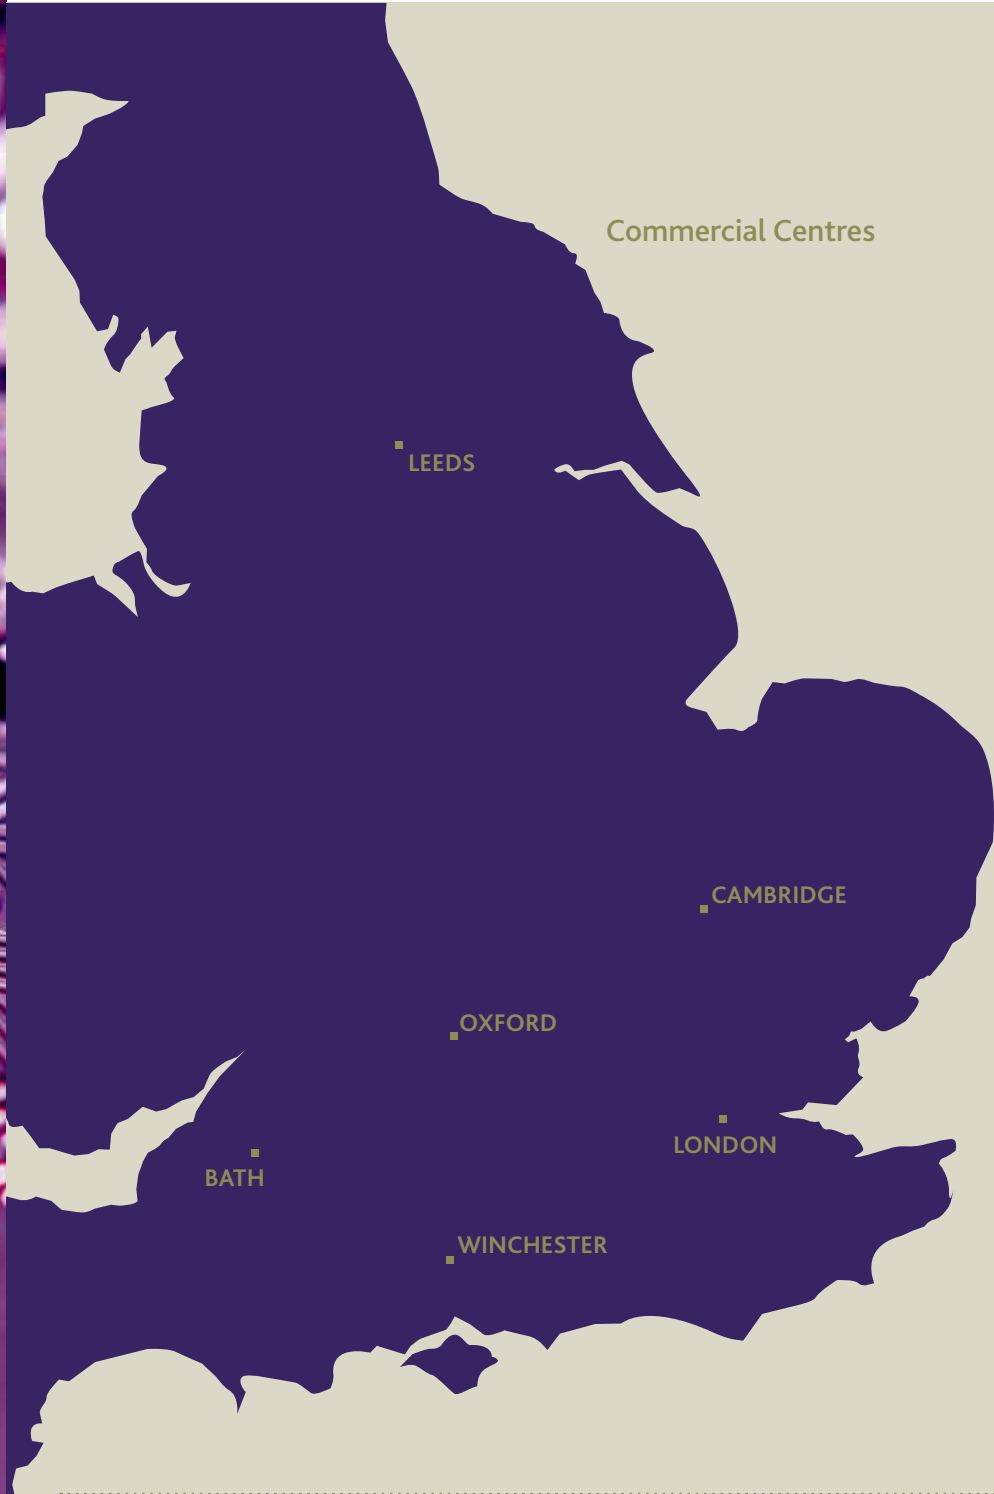 Commercial Centres
LEEDS
CAMBRIDGE
OXFORD
LONDON
BATH
WINCHESTER